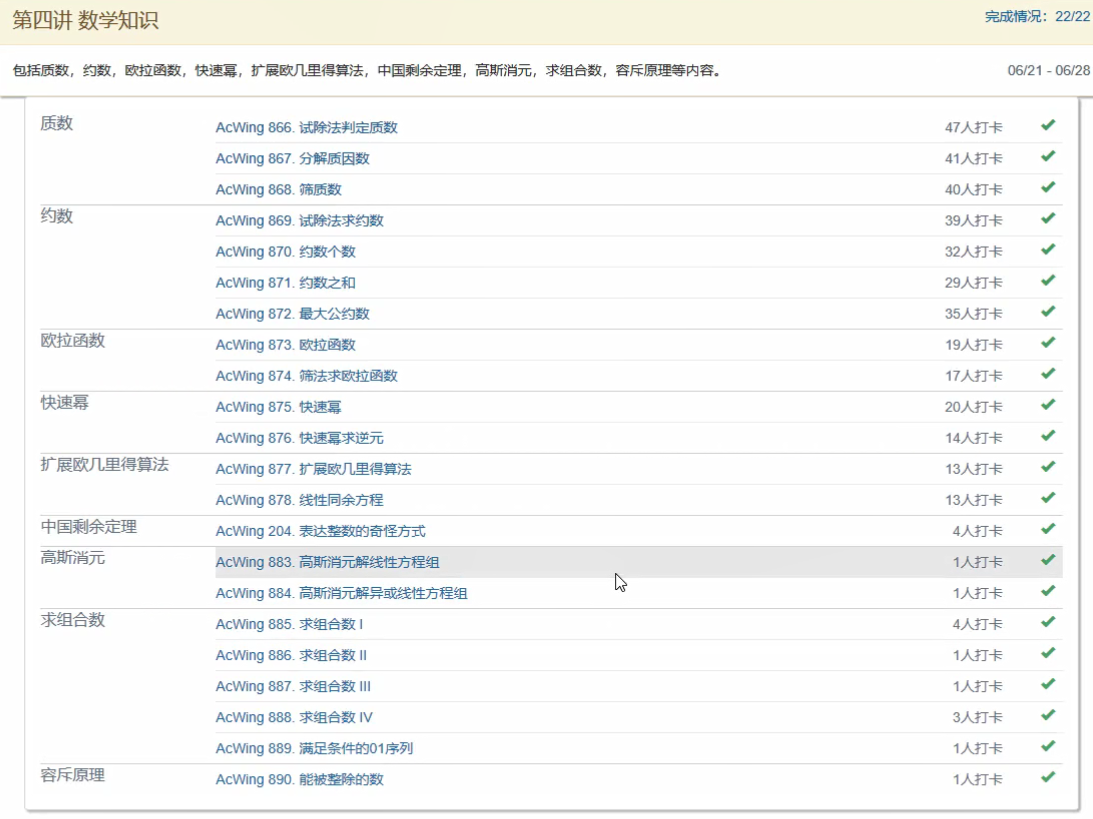 第四讲 数学知识
完成情况：22/22
包括质数，约数，欧拉函数，快速幂，扩展欧几里得算法，中国剩余定理，高斯消元，求组合数，容斥原理等内容。
06/21 - 06/28
质数 AcWing 866. 试除法判定质数 47人打卡
AcWing 867. 分解质因数 41人打卡
AcWing 868. 筛质数 40人打卡
约数 AcWing 869. 试除法求约数 39人打卡
AcWing 870. 约数个数 32人打卡
AcWing 871. 约数之和 29人打卡
AcWing 872. 最大公约数 35人打卡
欧拉函数 AcWing 873. 欧拉函数 19人打卡
AcWing 874. 筛法求欧拉函数 17人打卡
快速幂 AcWing 875. 快速幂 20人打卡
AcWing 876. 快速幂求逆元 14人打卡
扩展欧几里得算法 AcWing 877. 扩展欧几里得算法 13人打卡
AcWing 878. 线性同余方程 13人打卡
中国剩余定理 AcWing 204. 表达整数的奇怪方式 4人打卡
高斯消元 AcWing 883. 高斯消元解线性方程组 1人打卡
AcWing 884. 高斯消元解异或线性方程组 1人打卡
求组合数 AcWing 885. 求组合数 I 4人打卡
AcWing 886. 求组合数 II 1人打卡
AcWing 887. 求组合数 III 1人打卡
AcWing 888. 求组合数 IV 3人打卡
AcWing 889. 满足条件的01序列 1人打卡
容斥原理 AcWing 890. 能被整除的数 1人打卡